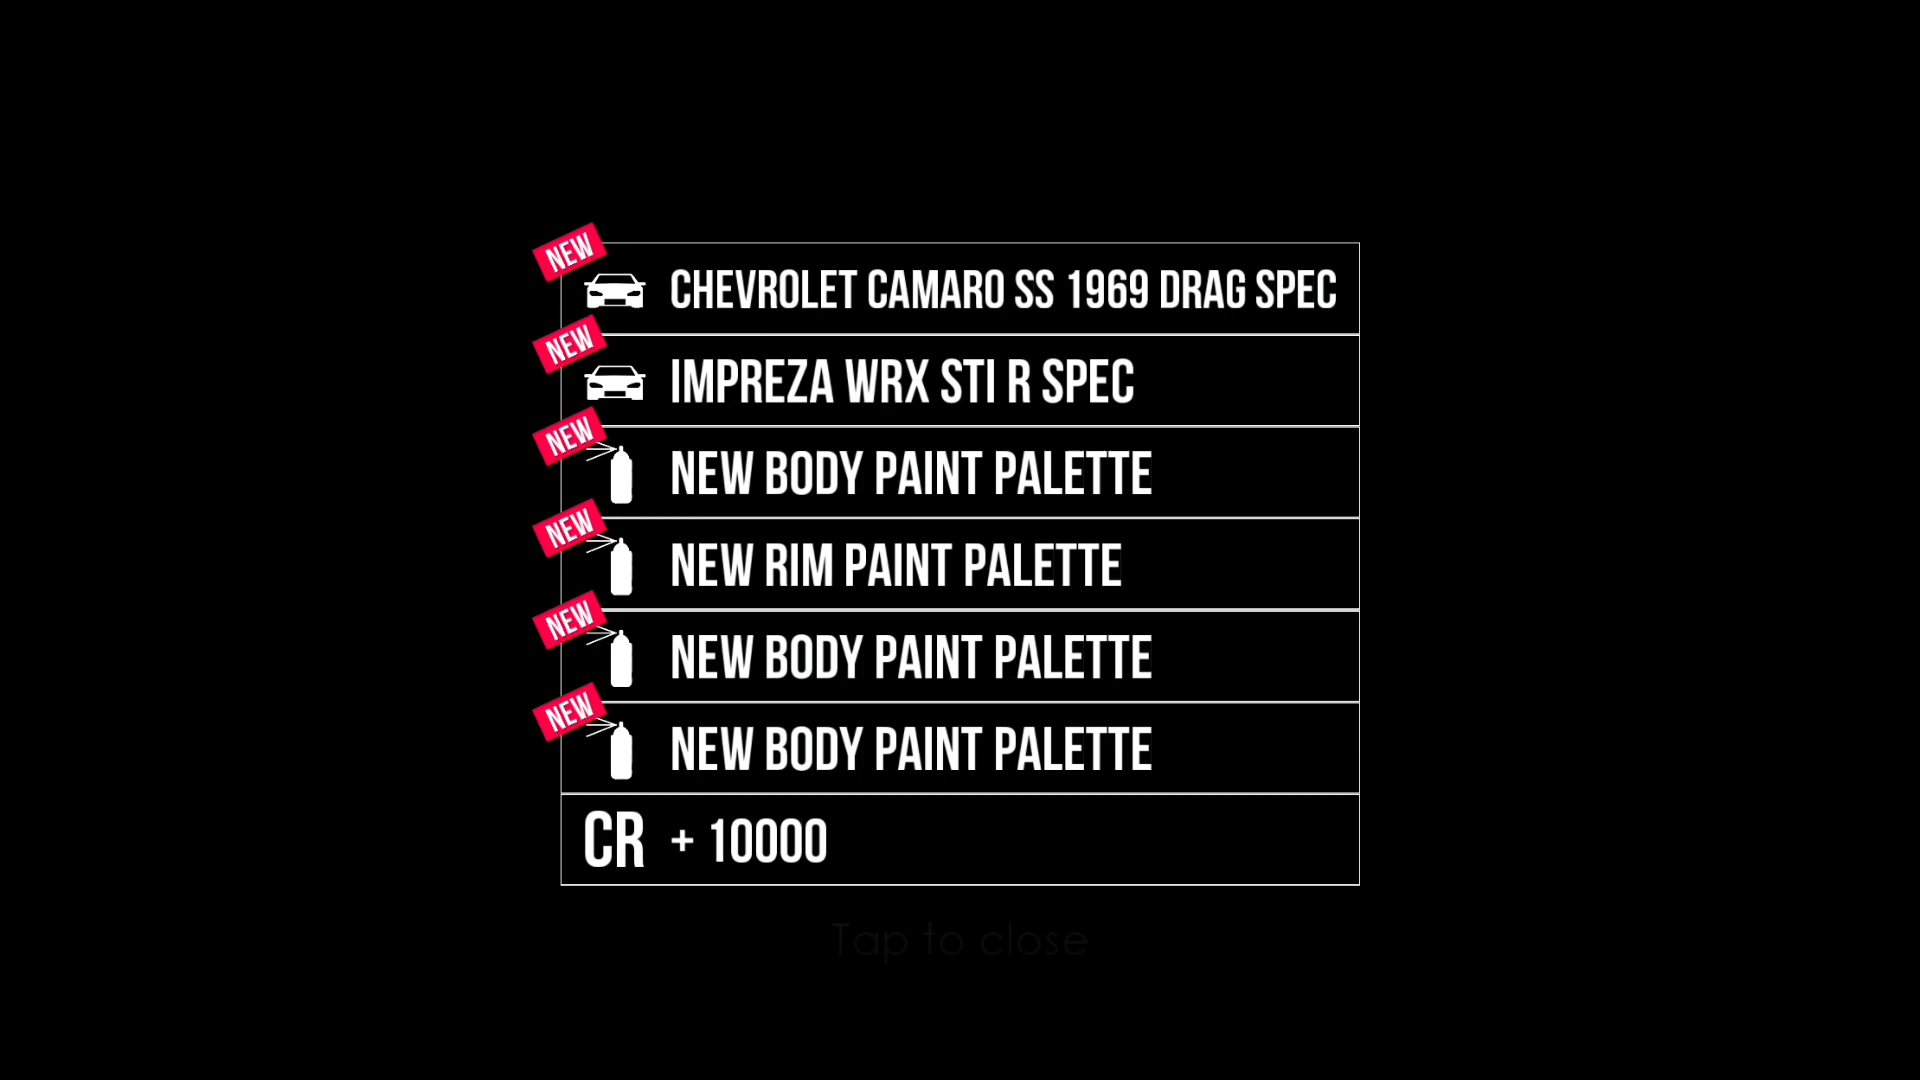 NEW
CHEVROLET CAMARO SS 1969 DRAG SPEC
NEW
IMPREZA WRX STI R SPEC
NEW
NEW BODY PAINT PALETTE
NEW
NEW RIM PAINT PALETTE
NEW
NEW BODY PAINT PALETTE
NEW
NEW BODY PAINT PALETTE
CR + 10000
Tap to close